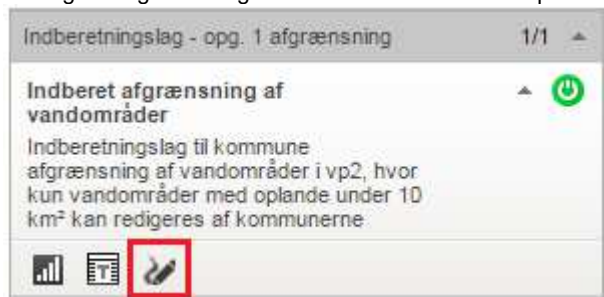 Indberetningslag - opg. 1 afgrænsning 1/1
Indberet afgrænsning af
vandområder
Indberetningslag til kommune
afgrænsning af vandområder i vp2, hvor
kun vandområder med oplande under 10
km² kan redigeres af kommunerne
T